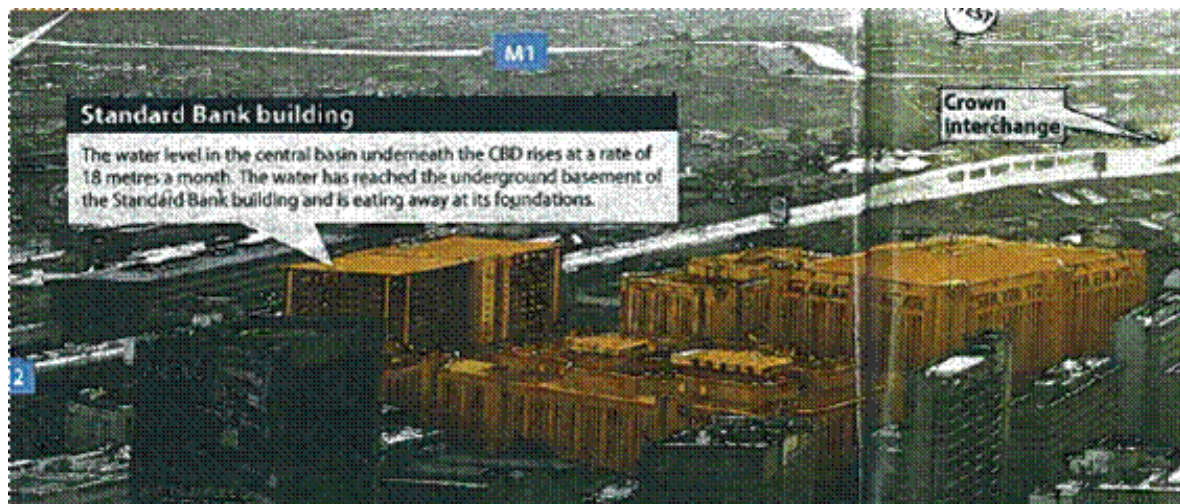 TEST
M1
Standard Bank building
Crown
interchange
The water level in the central basin underneath the CBD rises at a rate of
18 metres a month. The water has reached the underground basement of
the Standard Bank building and is eating away at its foundations.
2